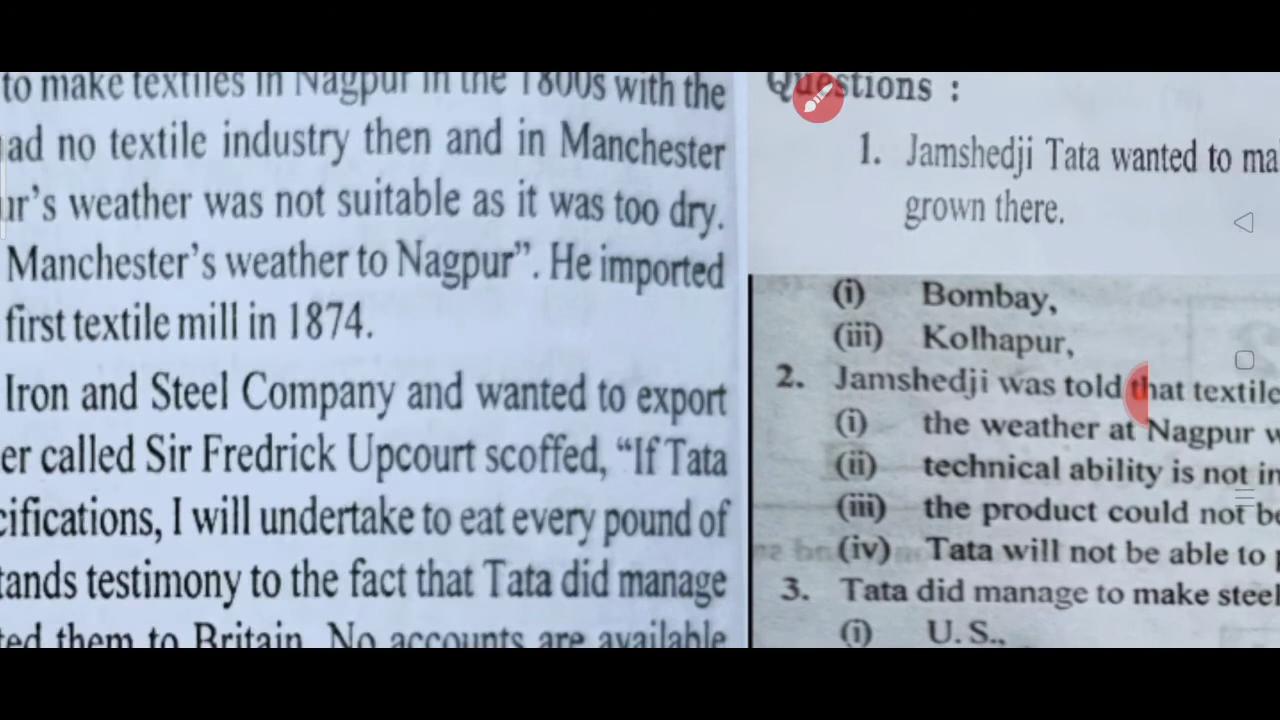 to make textiles in Nagpur in the 1800s with the
ad no textile industry then and in Manchester
ur's weather was not suitable as it was too dry.
Manchester's weather to Nagpur". He imported
first textile mill in 1874.
Iron and Steel Company and wanted to export
er called Sir Fredrick Upcourt scoffed, "If Tata
cifications, I will undertake to eat every pound of
tands testimony to the fact that Tata did manage
ted them to Britain. No accounts are available
Questions :
1. Jamshedji Tata wanted to ma
grown there.
(i) Bombay,
(iii) Kolhapur,
2. Jamshedji was told that textile
(i) the weather at Nagpur w
(ii) technical ability is not in
(iii) the product could not be
(iv) Tata will not be able to p
3. Tata did manage to make steel
(i) U. S.,